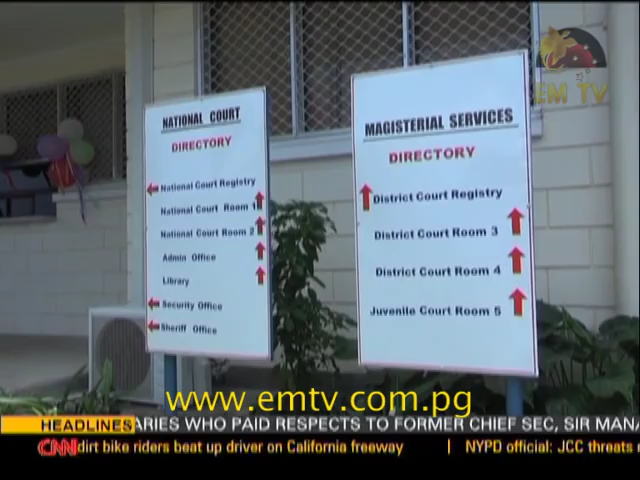 EM TV
NATIONAL COURT
DIRECTORY
National Court Registry
National Court Room 1
National Court Room 2
Admin Office
Library
Security Office
Sheriff Office
MAGISTERIAL SERVICES
DIRECTORY
District Court Registry
District Court Room 3
District Court Room 4
Juvenile Court Room 5
www.emtv.com.pg
HEADLINES ARIES WHO PAID RESPECTS TO FORMER CHIEF SEC, SIR MANA
CNN dirt bike riders beat up driver on California freeway | NYPD official: JCC threats